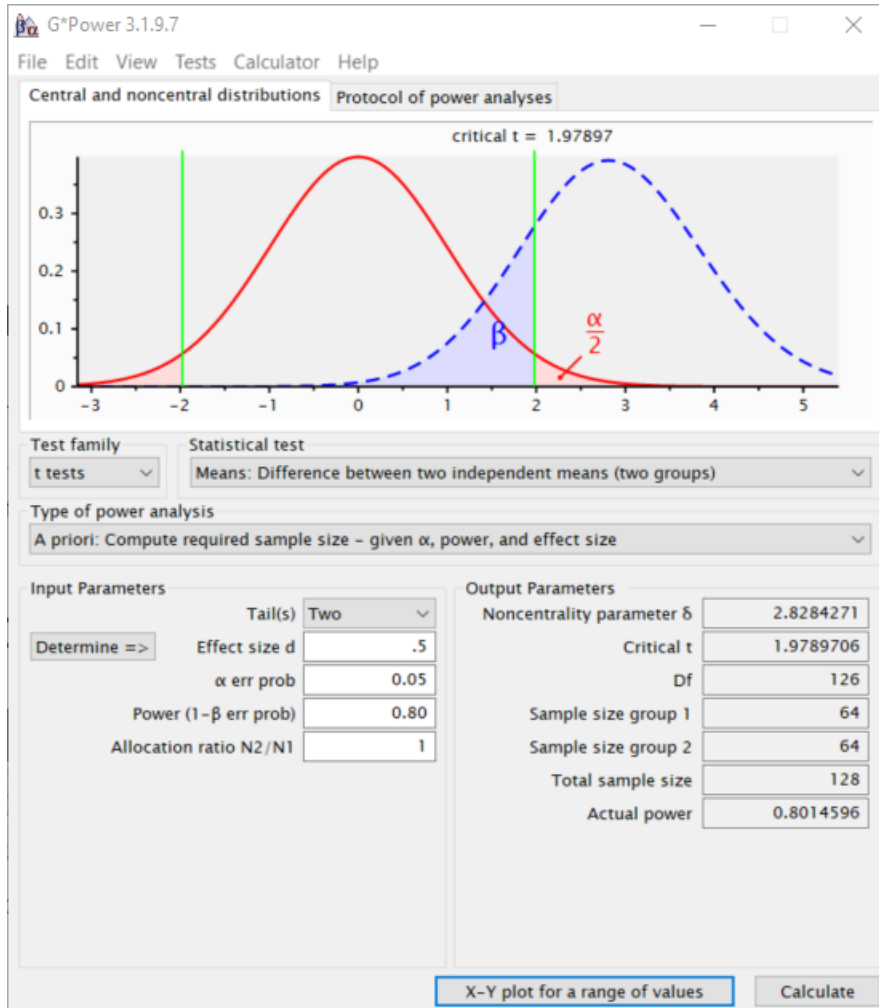 βα G*Power 3.1.9.7
File Edit View Tests Calculator Help
Central and noncentral distributions Protocol of power analyses
critical t = 1.97897
0.3
0.2
0.1
0
β
α
2
-3 -2 -1 0 1 2 3 4 5
Test family Statistical test
t tests Means: Difference between two independent means (two groups)
Type of power analysis
A priori: Compute required sample size – given α, power, and effect size
Input Parameters Output Parameters
Tail(s) Two Noncentrality parameter δ 2.8284271
Determine => Effect size d .5 Critical t 1.9789706
α err prob 0.05 Df 126
Power (1-β err prob) 0.80 Sample size group 1 64
Allocation ratio N2/N1 1 Sample size group 2 64
Total sample size 128
Actual power 0.8014596
X-Y plot for a range of values Calculate